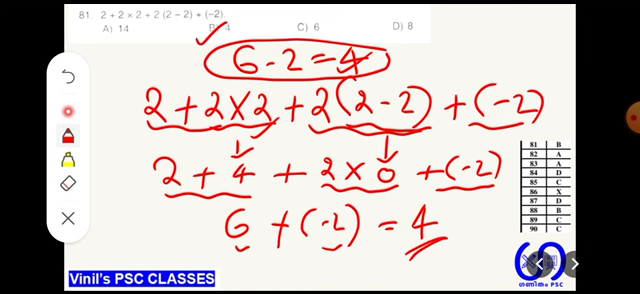 81. 2 + 2 × 2 + 2 (2 − 2) + (−2)
A) 14 B) 4 C) 6 D) 8
6 - 2 = 4
2 + 2 × 2 + 2(2 - 2) + (-2)
2 + 4 + 2 × 0 + (-2)
6 + (-2) = 4
81 B
82 A
83 A
84 D
85 C
86 X
87 D
88 B
89 C
90 C
Vinil's PSC CLASSES
ഗണിതം PSC